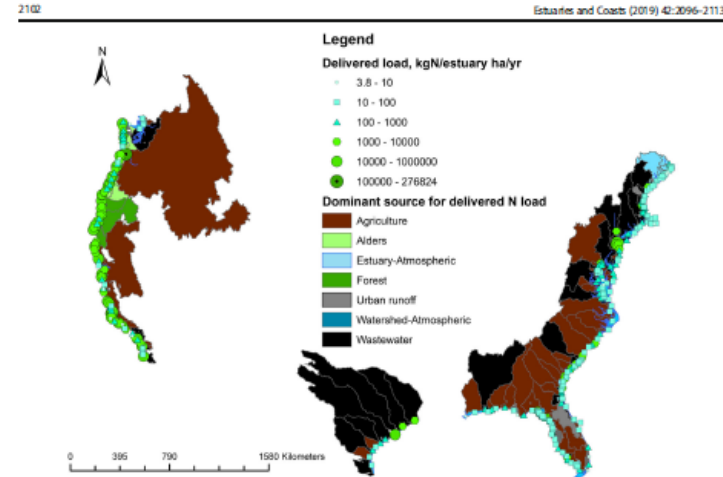 2102
Estuaries and Coasts (2019) 42:2096–2113
N
Legend
Delivered load, kgN/estuary ha/yr
3.8 - 10
10 - 100
100 - 1000
1000 - 10000
10000 - 1000000
100000 - 276824
Dominant source for delivered N load
Agriculture
Alders
Estuary-Atmospheric
Forest
Urban runoff
Watershed-Atmospheric
Wastewater
0 395 790 1580 Kilometers